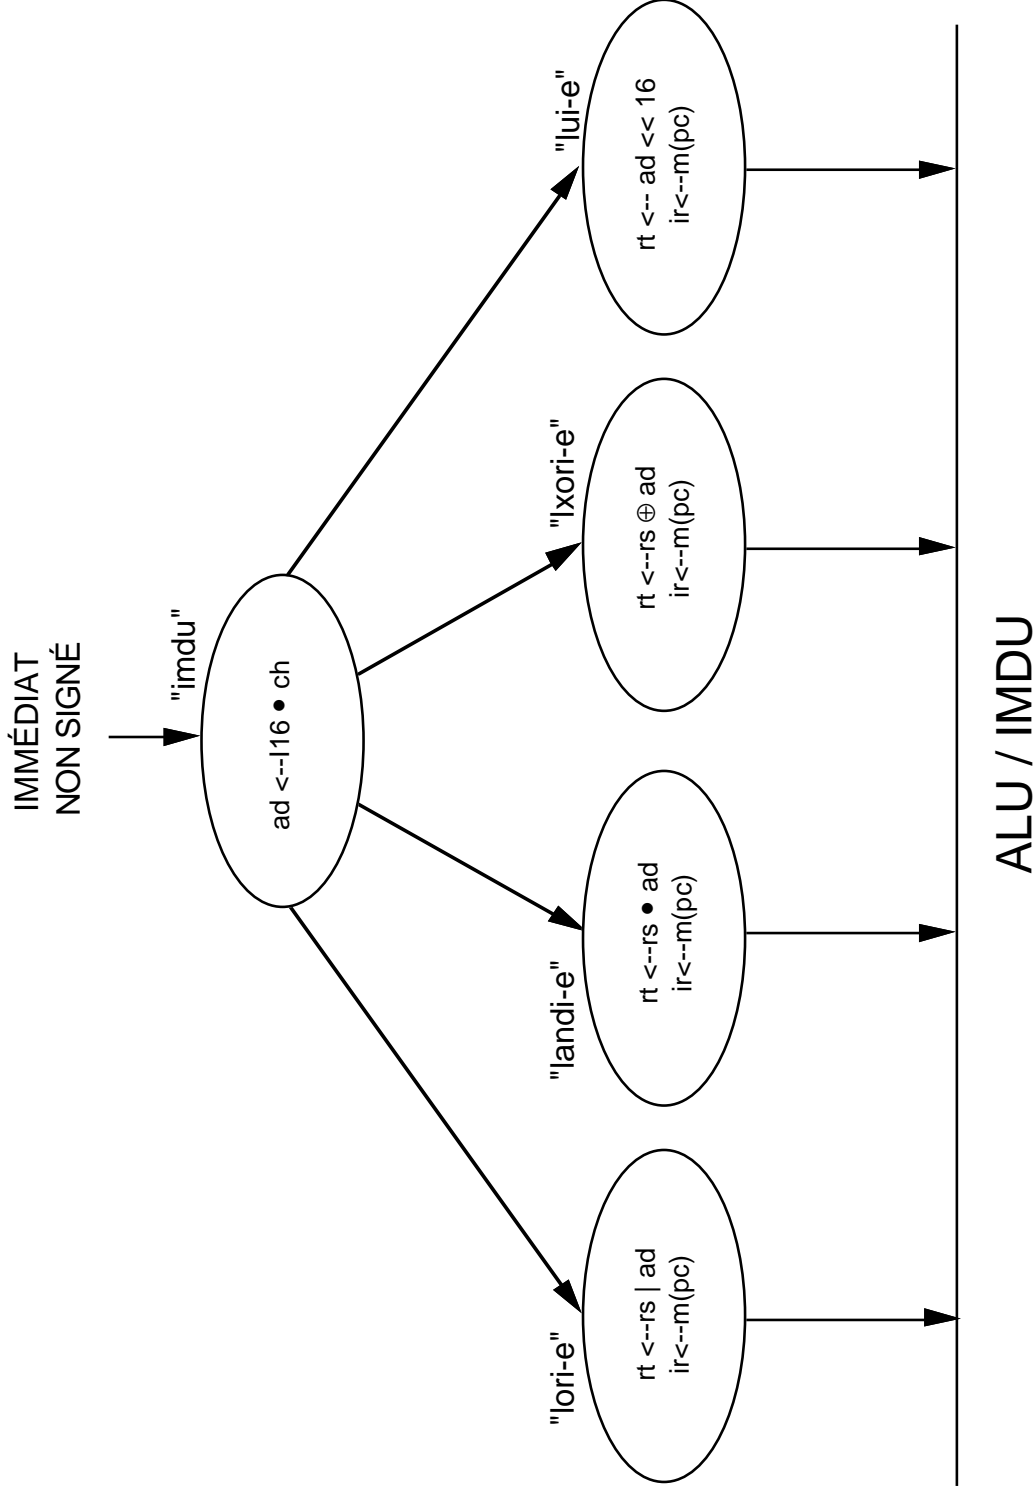 IMMÉDIAT
NON SIGNÉ
"imdu"
ad <--I16 ● ch
"lori-e"
rt <--rs | ad
ir<--m(pc)
"landi-e"
rt <--rs ● ad
ir<--m(pc)
"lxori-e"
rt <--rs ⊕ ad
ir<--m(pc)
"lui-e"
rt <-- ad << 16
ir<--m(pc)
ALU / IMDU